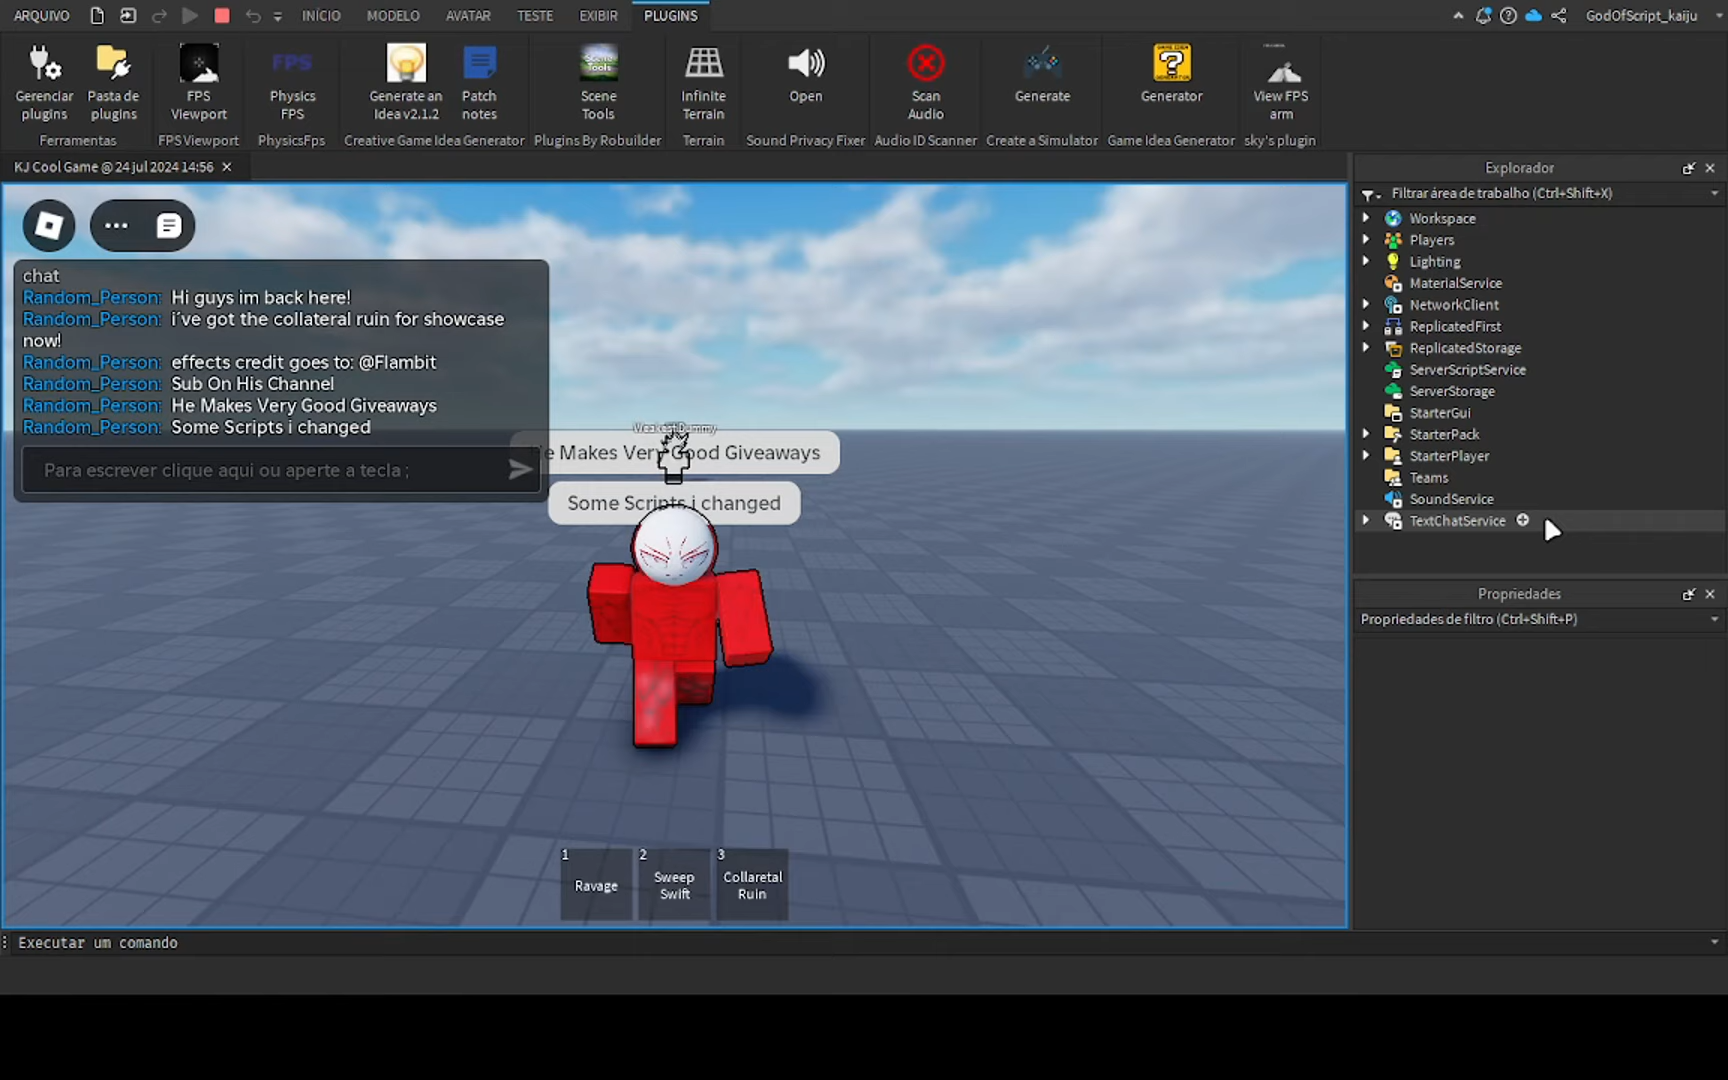 ARQUIVO INÍCIO MODELO AVATAR TESTE EXIBIR PLUGINS GodOfScript_kaiju
Gerenciar plugins
Pasta de plugins
Ferramentas
FPS Viewport
FPS Viewport
FPS
Physics FPS
PhysicsFps
Generate an Idea v2.1.2
Patch notes
Creative Game Idea Generator
Scene Tools
Scene Tools
Plugins By Robuilder
Infinite Terrain
Terrain
Open
Sound Privacy Fixer
Scan Audio
Audio ID Scanner
Generate
Create a Simulator
Generator
Game Idea Generator
View FPS arm
sky's plugin
KJ Cool Game @ 24 jul 2024 14:56
chat
Random_Person: Hi guys im back here!
Random_Person: i´ve got the collateral ruin for showcase
now!
Random_Person: effects credit goes to: @Flambit
Random_Person: Sub On His Channel
Random_Person: He Makes Very Good Giveaways
Random_Person: Some Scripts i changed
Para escrever clique aqui ou aperte a tecla ;
Weakest Dummy
He Makes Very Good Giveaways
Some Scripts i changed
1
Ravage
2
Sweep
Swift
3
Collaretal
Ruin
Explorador
Filtrar área de trabalho (Ctrl+Shift+X)
Workspace
Players
Lighting
MaterialService
NetworkClient
ReplicatedFirst
ReplicatedStorage
ServerScriptService
ServerStorage
StarterGui
StarterPack
StarterPlayer
Teams
SoundService
TextChatService
Propriedades
Propriedades de filtro (Ctrl+Shift+P)
Executar um comando